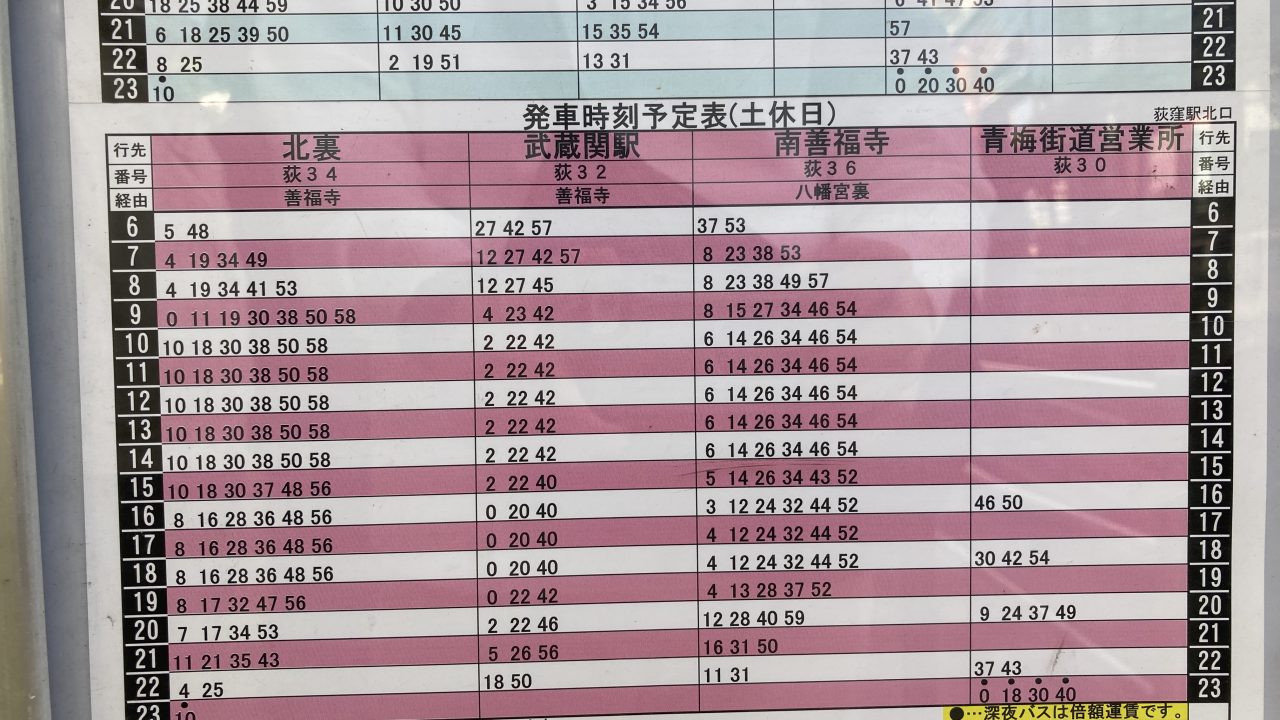 20 18 25 38 44 59 10 30 50 3 15 34 56
21 6 18 25 39 50 11 30 45 15 35 54 57 21
22 8 25 2 19 51 13 31 37 43 22
23 10 0 20 30 40 23
発車時刻予定表(土休日)
荻窪駅北口
行先 北裏 武蔵関駅 南善福寺 青梅街道営業所 行先
番号 荻34 荻32 荻36 荻30 番号
経由 善福寺 善福寺 八幡宮裏 経由
6 5 48 27 42 57 37 53 6
7 4 19 34 49 12 27 42 57 8 23 38 53 7
8 4 19 34 41 53 12 27 45 8 23 38 49 57 8
9 0 11 19 30 38 50 58 4 23 42 8 15 27 34 46 54 9
10 10 18 30 38 50 58 2 22 42 6 14 26 34 46 54 10
11 10 18 30 38 50 58 2 22 42 6 14 26 34 46 54 11
12 10 18 30 38 50 58 2 22 42 6 14 26 34 46 54 12
13 10 18 30 38 50 58 2 22 42 6 14 26 34 46 54 13
14 10 18 30 38 50 58 2 22 42 6 14 26 34 46 54 14
15 10 18 30 37 48 56 2 22 40 5 14 26 34 43 52 15
16 8 16 28 36 48 56 0 20 40 3 12 24 32 44 52 46 50 16
17 8 16 28 36 48 56 0 20 40 4 12 24 32 44 52 17
18 8 16 28 36 48 56 0 20 40 4 12 24 32 44 52 30 42 54 18
19 8 17 32 47 56 0 22 42 4 13 28 37 52 19
20 7 17 34 53 2 22 46 12 28 40 59 9 24 37 49 20
21 11 21 35 43 5 26 56 16 31 50 21
22 4 25 18 50 11 31 37 43 22
23 10 0 18 30 40 23
●…深夜バスは倍額運賃です。